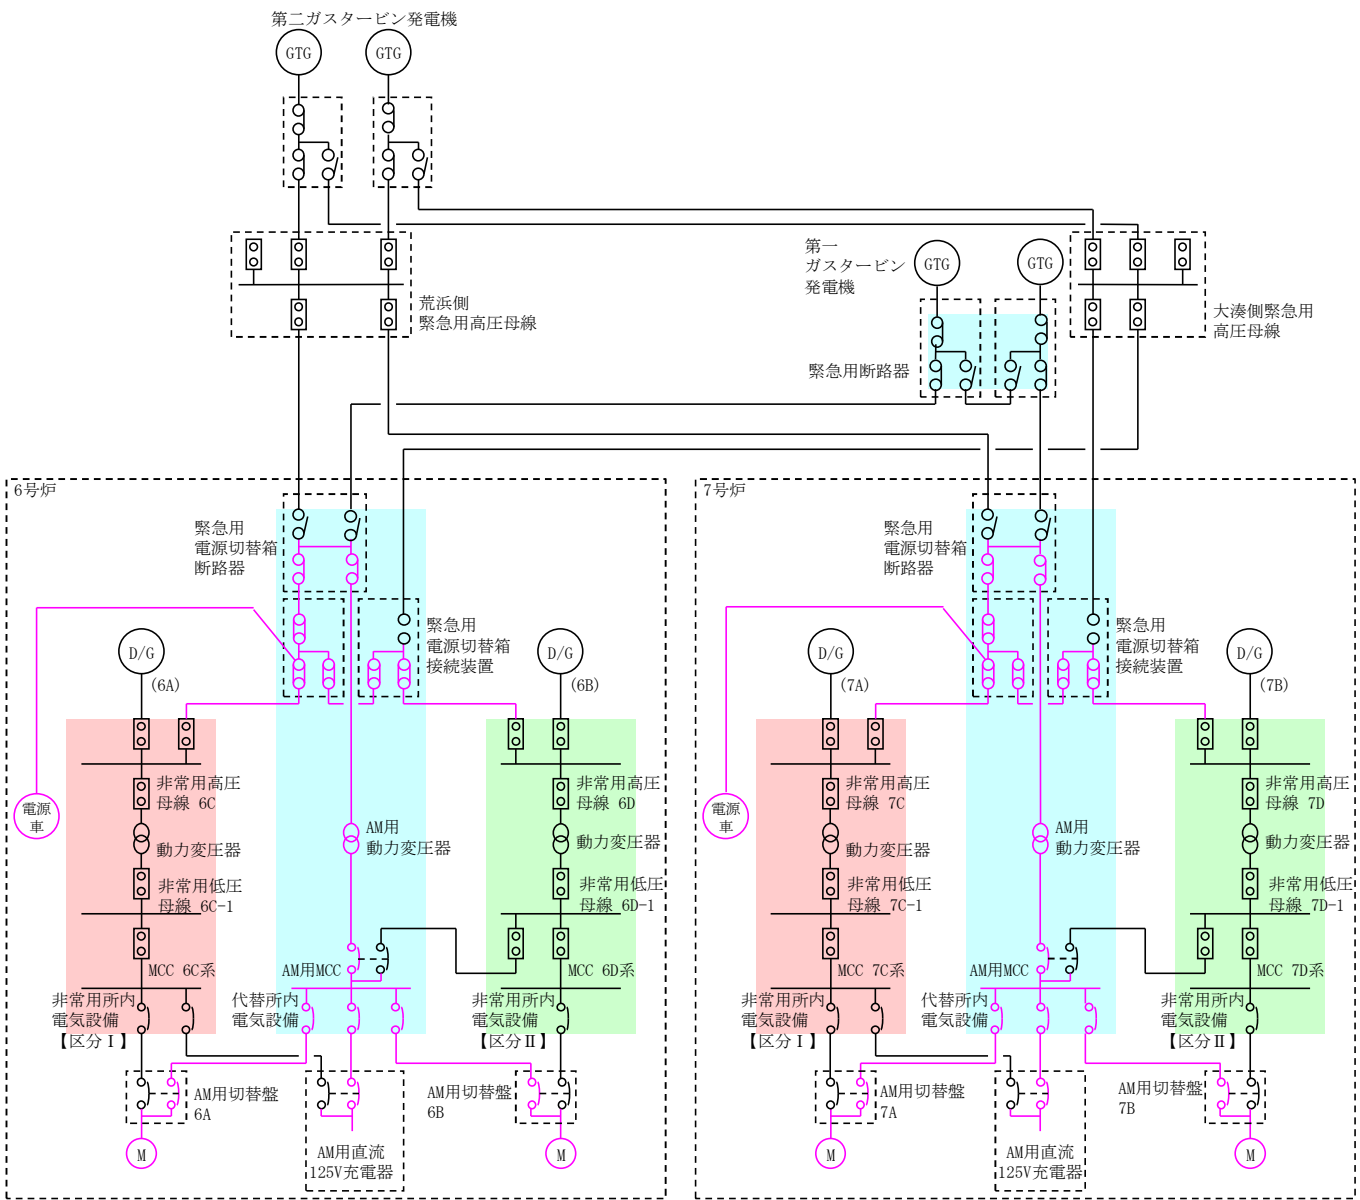 第二ガスタービン発電機
GTG
GTG
荒浜側
緊急用高圧母線
第一
ガスタービン
発電機
GTG
GTG
緊急用断路器
大湊側緊急用
高圧母線
6号炉
緊急用
電源切替箱
断路器
緊急用
電源切替箱
接続装置
D/G
(6A)
D/G
(6B)
電源
車
非常用高圧
母線 6C
動力変圧器
非常用低圧
母線 6C-1
MCC 6C系
非常用所内
電気設備
【区分Ⅰ】
AM用
動力変圧器
AM用MCC
代替所内
電気設備
非常用高圧
母線 6D
動力変圧器
非常用低圧
母線 6D-1
MCC 6D系
非常用所内
電気設備
【区分Ⅱ】
AM用切替盤
6A
M
AM用直流
125V充電器
AM用切替盤
6B
M
7号炉
緊急用
電源切替箱
断路器
緊急用
電源切替箱
接続装置
D/G
(7A)
D/G
(7B)
電源
車
非常用高圧
母線 7C
動力変圧器
非常用低圧
母線 7C-1
MCC 7C系
非常用所内
電気設備
【区分Ⅰ】
AM用
動力変圧器
AM用MCC
代替所内
電気設備
非常用高圧
母線 7D
動力変圧器
非常用低圧
母線 7D-1
MCC 7D系
非常用所内
電気設備
【区分Ⅱ】
AM用切替盤
7A
M
AM用直流
125V充電器
AM用切替盤
7B
M